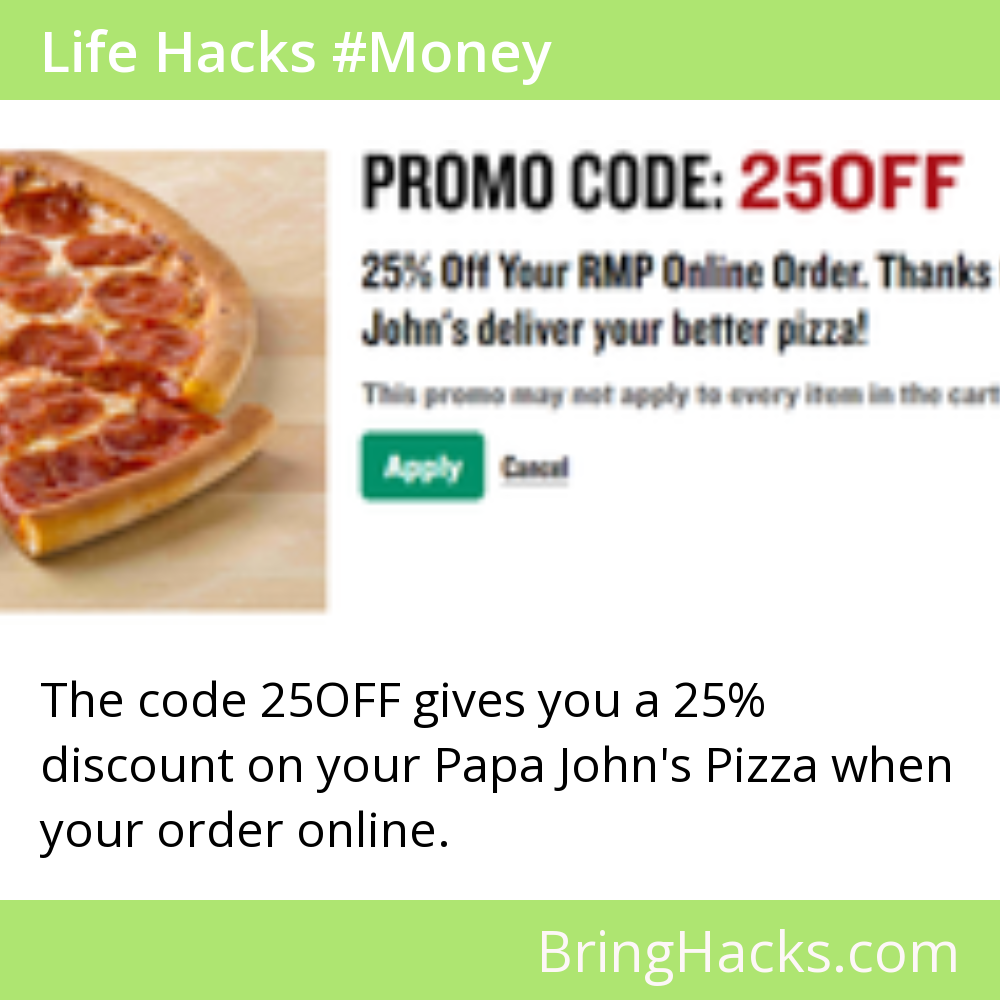 Life Hacks #Money
PROMO CODE: 25OFF
25% Off Your RMP Online Order. Thanks
John's deliver your better pizza!
This promo may not apply to every item in the cart
Apply Cancel
The code 25OFF gives you a 25%
discount on your Papa John's Pizza when
your order online.
BringHacks.com